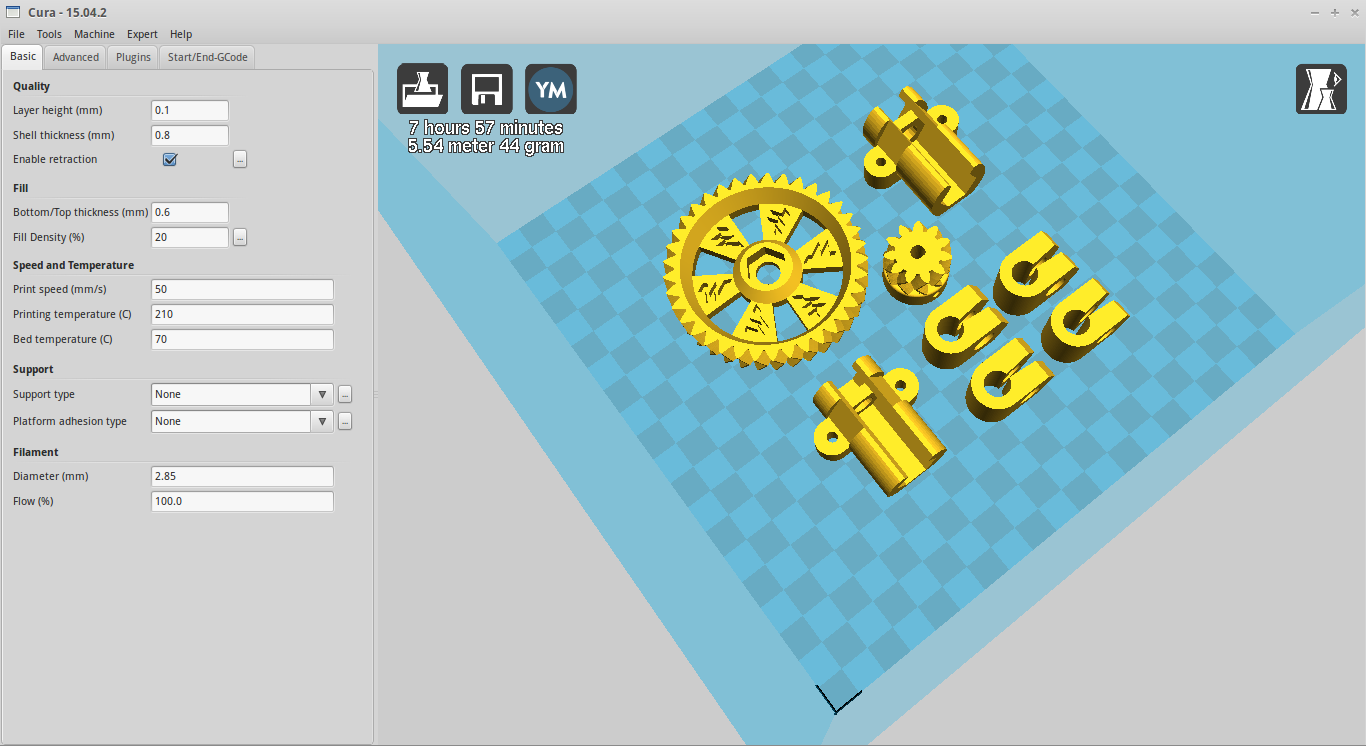 Cura - 15.04.2
File Tools Machine Expert Help
Basic Advanced Plugins Start/End-GCode
Quality
Layer height (mm) 0.1
Shell thickness (mm) 0.8
Enable retraction ...
Fill
Bottom/Top thickness (mm) 0.6
Fill Density (%) 20 ...
Speed and Temperature
Print speed (mm/s) 50
Printing temperature (C) 210
Bed temperature (C) 70
Support
Support type None ...
Platform adhesion type None ...
Filament
Diameter (mm) 2.85
Flow (%) 100.0
YM
7 hours 57 minutes
5.54 meter 44 gram